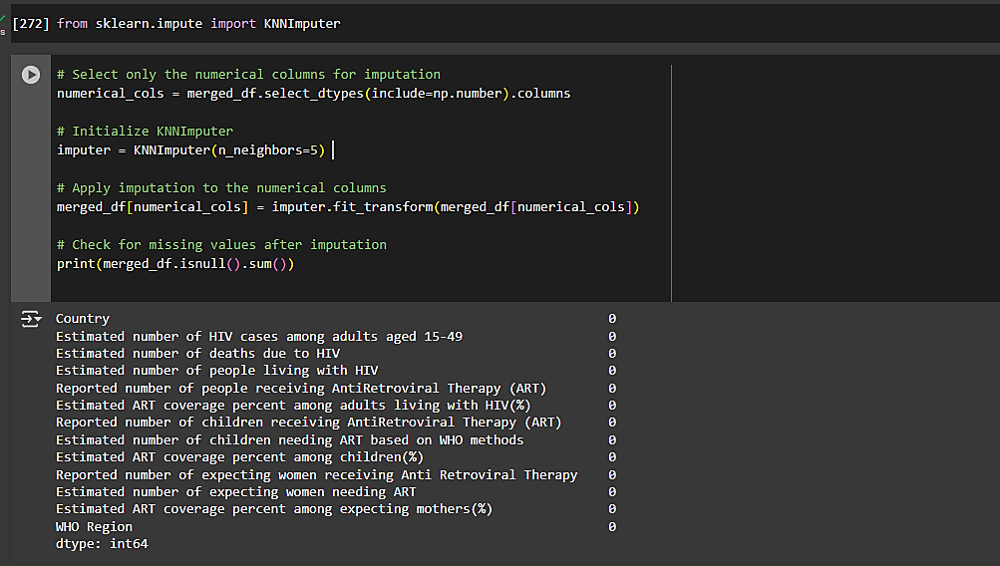 s
[272] from sklearn.impute import KNNImputer
# Select only the numerical columns for imputation
numerical_cols = merged_df.select_dtypes(include=np.number).columns
# Initialize KNNImputer
imputer = KNNImputer(n_neighbors=5)
# Apply imputation to the numerical columns
merged_df[numerical_cols] = imputer.fit_transform(merged_df[numerical_cols])
# Check for missing values after imputation
print(merged_df.isnull().sum())
Country 0
Estimated number of HIV cases among adults aged 15-49 0
Estimated number of deaths due to HIV 0
Estimated number of people living with HIV 0
Reported number of people receiving AntiRetroviral Therapy (ART) 0
Estimated ART coverage percent among adults living with HIV(%) 0
Reported number of children receiving AntiRetroviral Therapy (ART) 0
Estimated number of children needing ART based on WHO methods 0
Estimated ART coverage percent among children(%) 0
Reported number of expecting women receiving Anti Retroviral Therapy 0
Estimated number of expecting women needing ART 0
Estimated ART coverage percent among expecting mothers(%) 0
WHO Region 0
dtype: int64